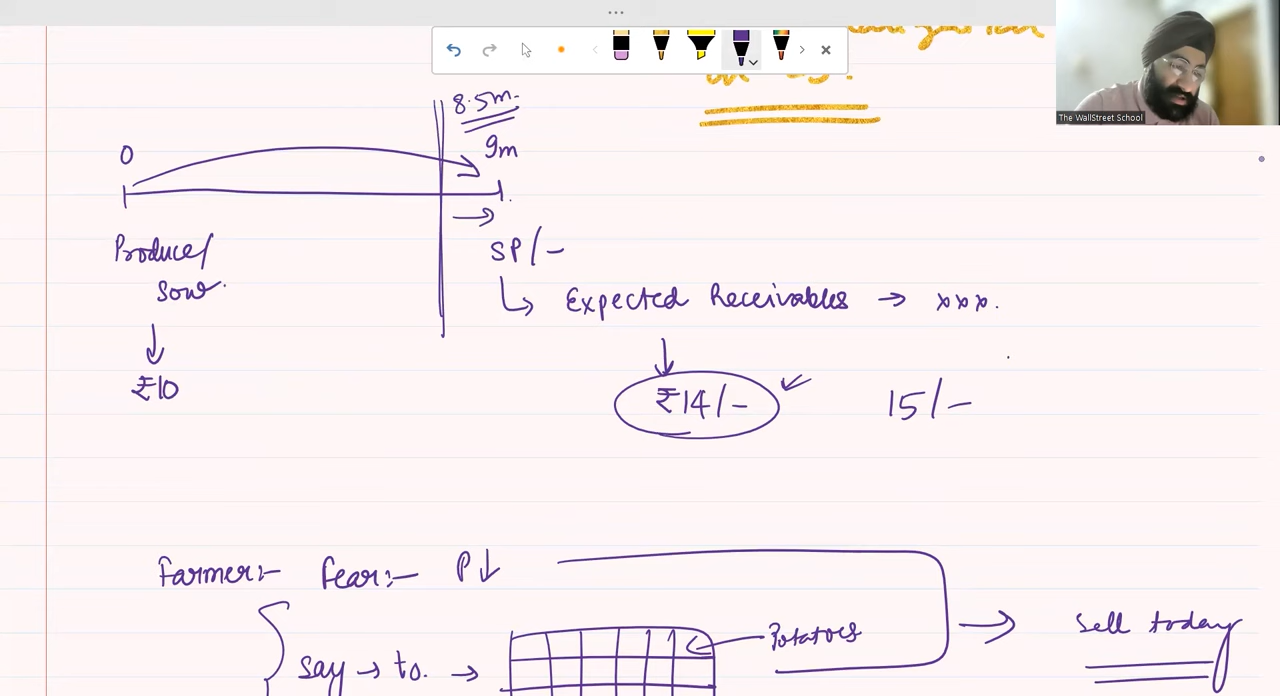 8.5m.
0
9m
Produce/
Sow.
SP/-
Expected Receivables → xxx.
₹10
₹14/-
15/-
Farmer:- Fear:- P↓
Say → to. →
Potatoes
→ Sell today
The WallStreet School